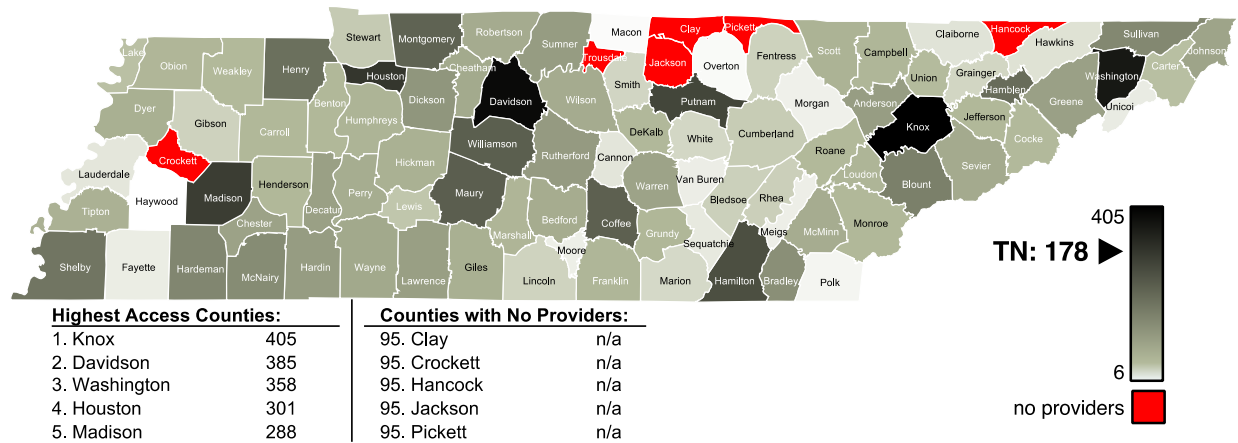 Stewart
Montgomery
Robertson
Sumner
Macon
Clay
Pickett
Claiborne
Hancock
Hawkins
Sullivan
Johnson
Lake
Obion
Weakley
Henry
Houston
Cheatham
Trousdale
Jackson
Overton
Fentress
Scott
Campbell
Union
Grainger
Hamblen
Washington
Carter
Unicoi
Dyer
Gibson
Carroll
Benton
Humphreys
Dickson
Davidson
Wilson
Smith
Putnam
Morgan
Anderson
Knox
Jefferson
Greene
Cocke
Crockett
Lauderdale
Haywood
Madison
Henderson
Decatur
Perry
Hickman
Williamson
Rutherford
Cannon
DeKalb
White
Cumberland
Roane
Loudon
Blount
Sevier
Tipton
Chester
Lewis
Maury
Marshall
Bedford
Coffee
Warren
Van Buren
Bledsoe
Rhea
Meigs
McMinn
Monroe
Shelby
Fayette
Hardeman
McNairy
Hardin
Wayne
Lawrence
Giles
Lincoln
Moore
Franklin
Grundy
Sequatchie
Marion
Hamilton
Bradley
Polk
405
TN: 178
6
no providers
Highest Access Counties:
1. Knox 405
2. Davidson 385
3. Washington 358
4. Houston 301
5. Madison 288
Counties with No Providers:
95. Clay n/a
95. Crockett n/a
95. Hancock n/a
95. Jackson n/a
95. Pickett n/a